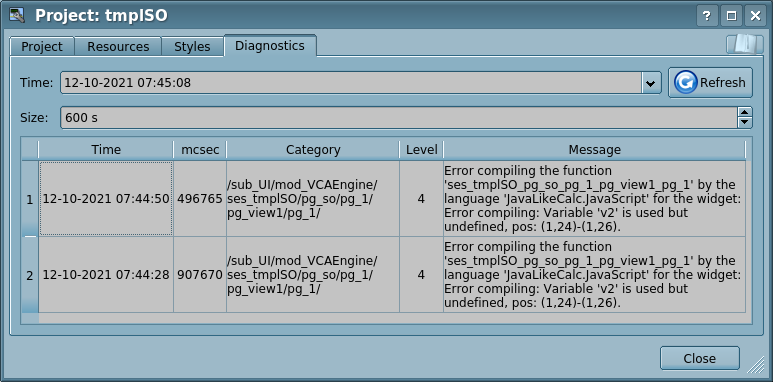 Project: tmplSO
Project Resources Styles Diagnostics
Time: 12-10-2021 07:45:08 Refresh
Size: 600 s
Time mcsec Category Level Message
1 12-10-2021 07:44:50 496765
/sub_UI/mod_VCAEngine/
ses_tmplSO/pg_so/pg_1/
pg_view1/pg_1/
4
Error compiling the function
'ses_tmplSO_pg_so_pg_1_pg_view1_pg_1' by the
language 'JavaLikeCalc.JavaScript' for the widget:
Error compiling: Variable 'v2' is used but
undefined, pos: (1,24)-(1,26).
2 12-10-2021 07:44:28 907670
/sub_UI/mod_VCAEngine/
ses_tmplSO/pg_so/pg_1/
pg_view1/pg_1/
4
Error compiling the function
'ses_tmplSO_pg_so_pg_1_pg_view1_pg_1' by the
language 'JavaLikeCalc.JavaScript' for the widget:
Error compiling: Variable 'v2' is used but
undefined, pos: (1,24)-(1,26).
Close